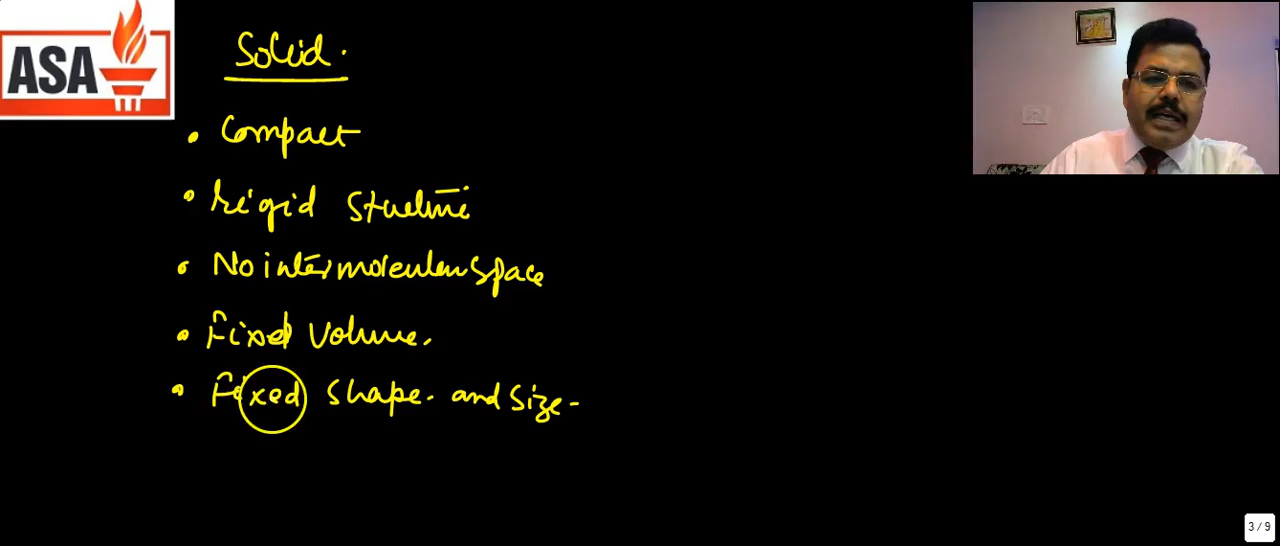 ASA
Solid.
• Compact
• Rigid Structure
• No intermolecular space
• Fixed Volume.
• Fixed Shape. and Size-
3/9